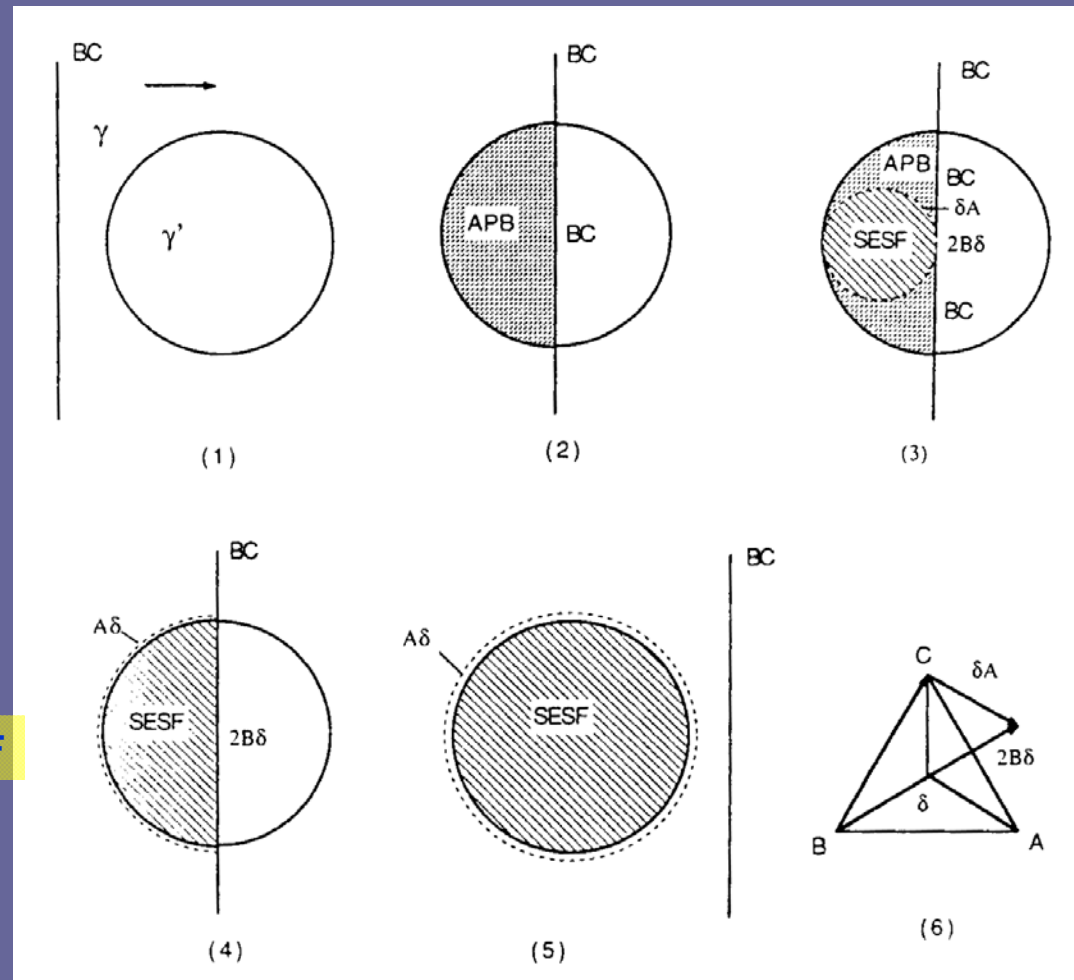 BC
γ
γ'
(1)
BC
APB
BC
(2)
BC
APB
BC
δA
SESF
2Bδ
BC
(3)
BC
Aδ
SESF
2Bδ
(4)
BC
Aδ
SESF
(5)
C
δA
2Bδ
δ
B
A
(6)